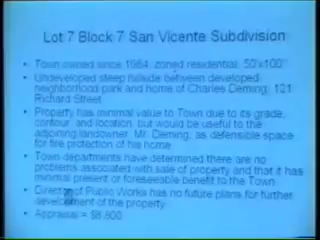 Lot 7 Block 7 San Vicente Subdivision
• Town owned since 1984, zoned residential, 50'x100'
• Undeveloped steep hillside between developed
neighborhood park and home of Charles Deming, 121
Richard Street
• Property has minimal value to Town due to its grade,
contour, and location, but would be useful to the
adjoining landowner, Mr. Deming, as defensible space
for fire protection of his home
• Town departments have determined there are no
problems associated with sale of property and that it has
minimal present or foreseeable benefit to the Town
• Director of Public Works has no future plans for further
development of the property
• Appraisal = $8,800